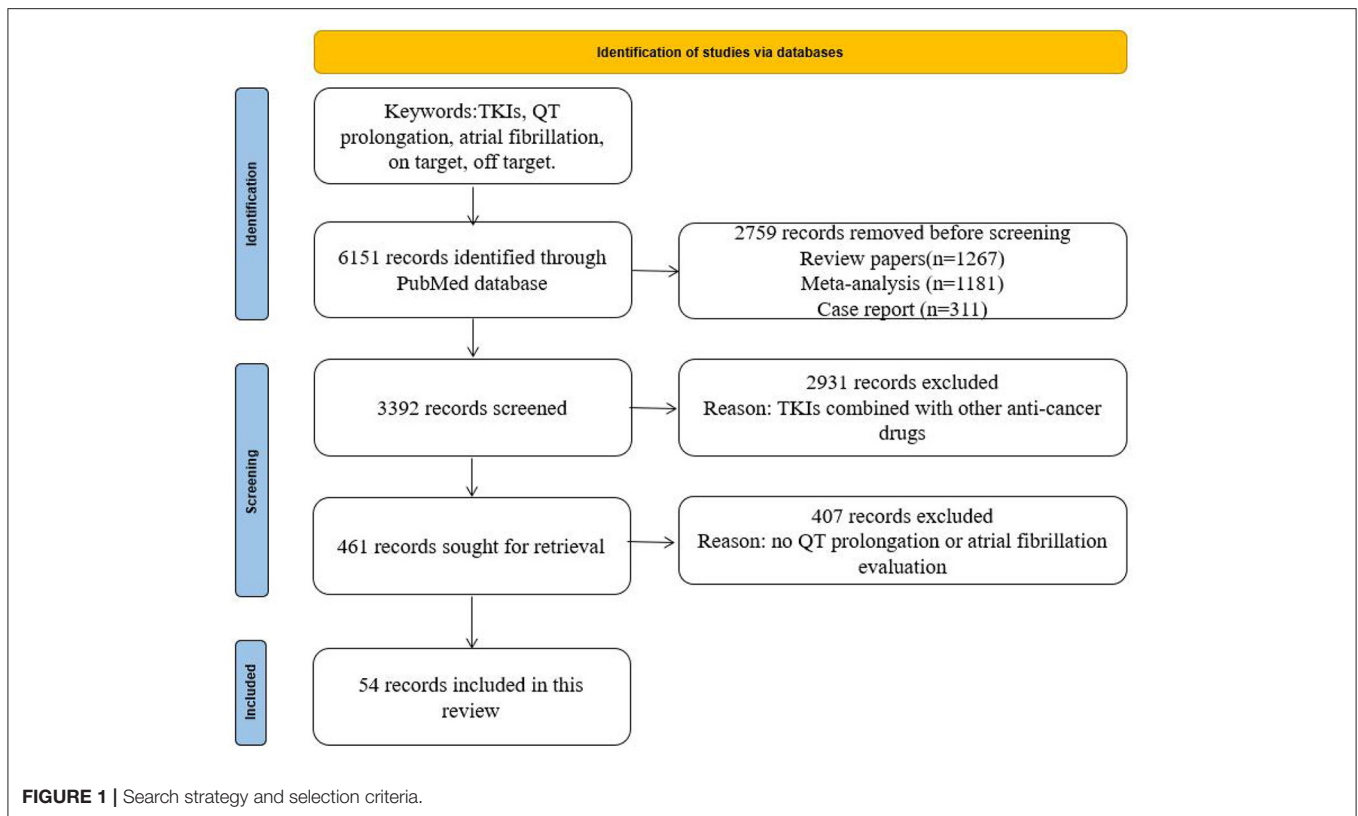 Identification of studies via databases
Identification
Keywords:TKIs, QT
prolongation, atrial fibrillation,
on target, off target.
6151 records identified through
PubMed database
2759 records removed before screening
Review papers(n=1267)
Meta-analysis (n=1181)
Case report (n=311)
Screening
3392 records screened
2931 records excluded
Reason: TKIs combined with other anti-cancer
drugs
461 records sought for retrieval
407 records excluded
Reason: no QT prolongation or atrial fibrillation
evaluation
Included
54 records included in this
review
FIGURE 1 | Search strategy and selection criteria.